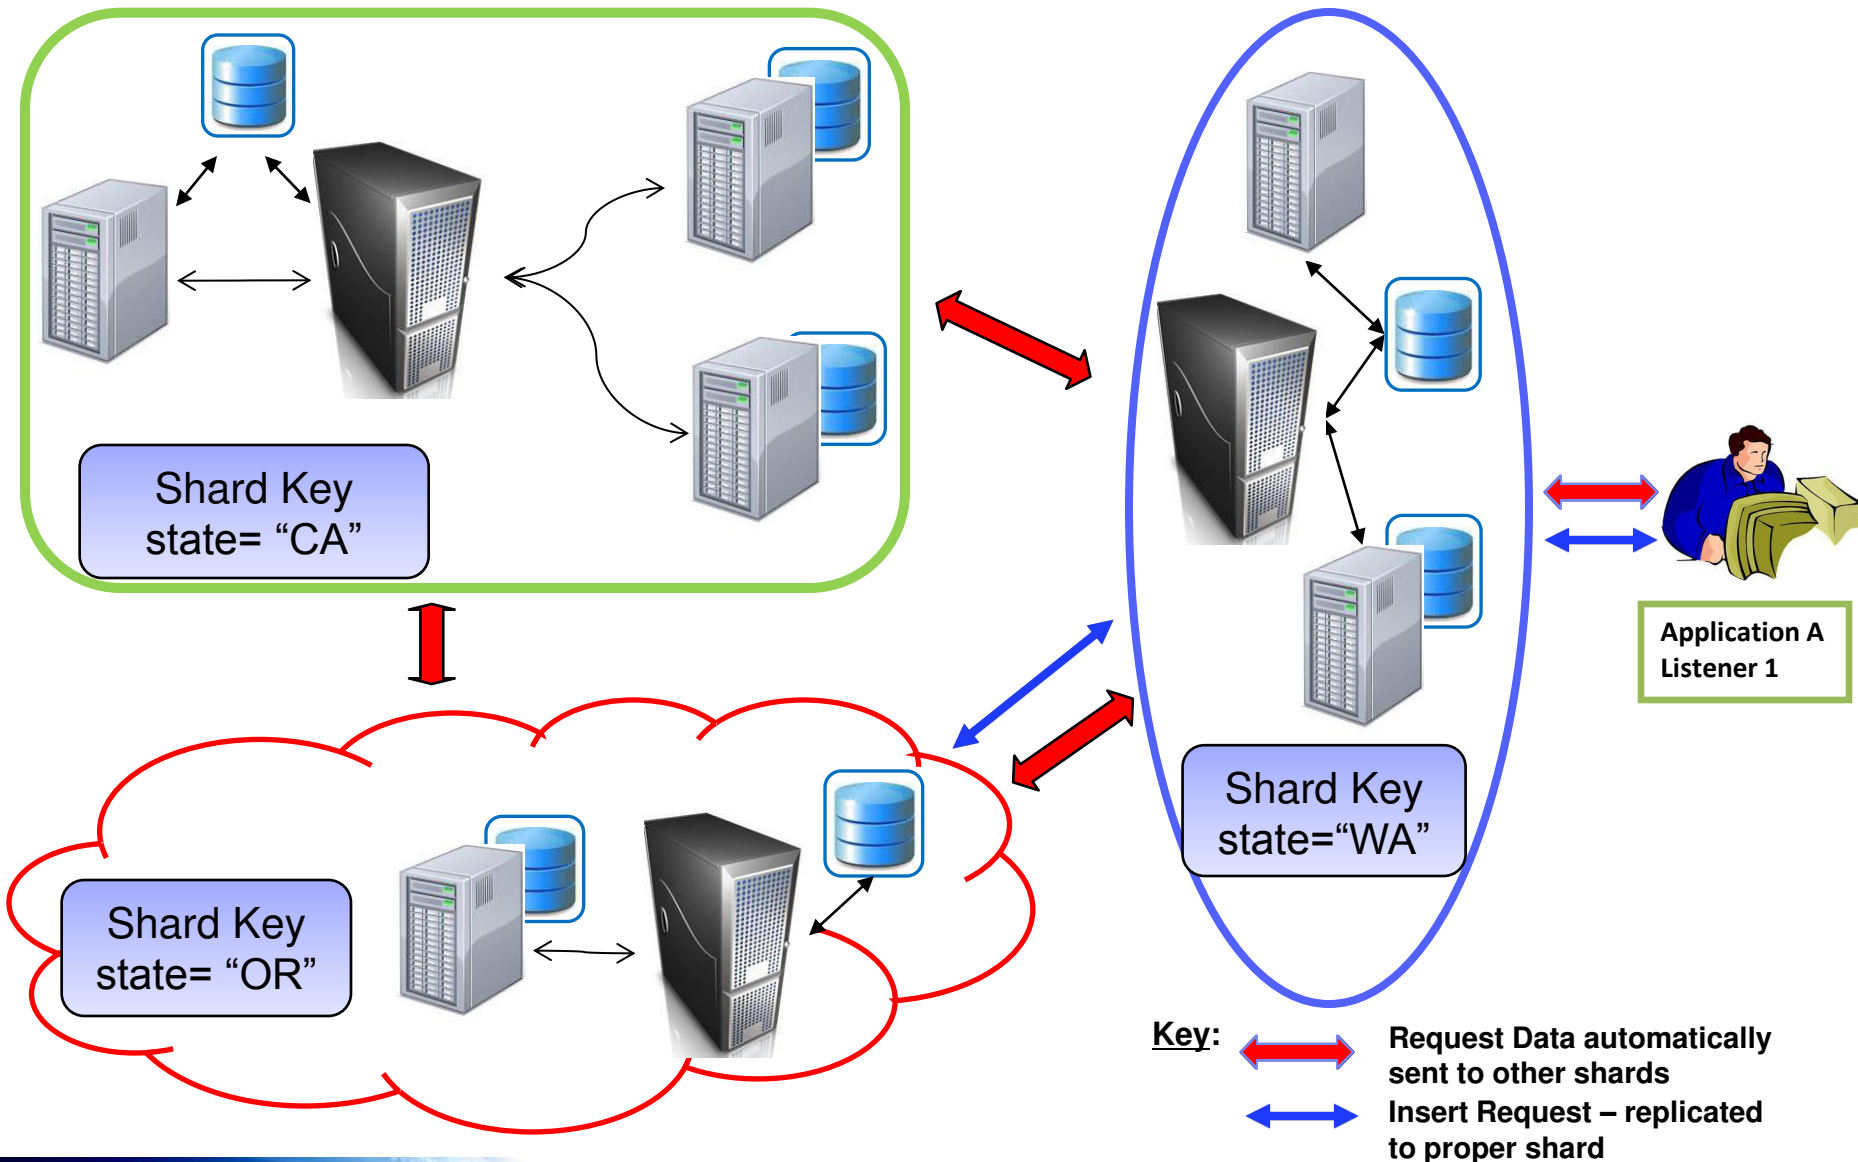 Shard Key
state= “CA”
Application A
Listener 1
Shard Key
state=“WA”
Shard Key
state= “OR”
Key:
Request Data automatically
sent to other shards
Insert Request – replicated
to proper shard